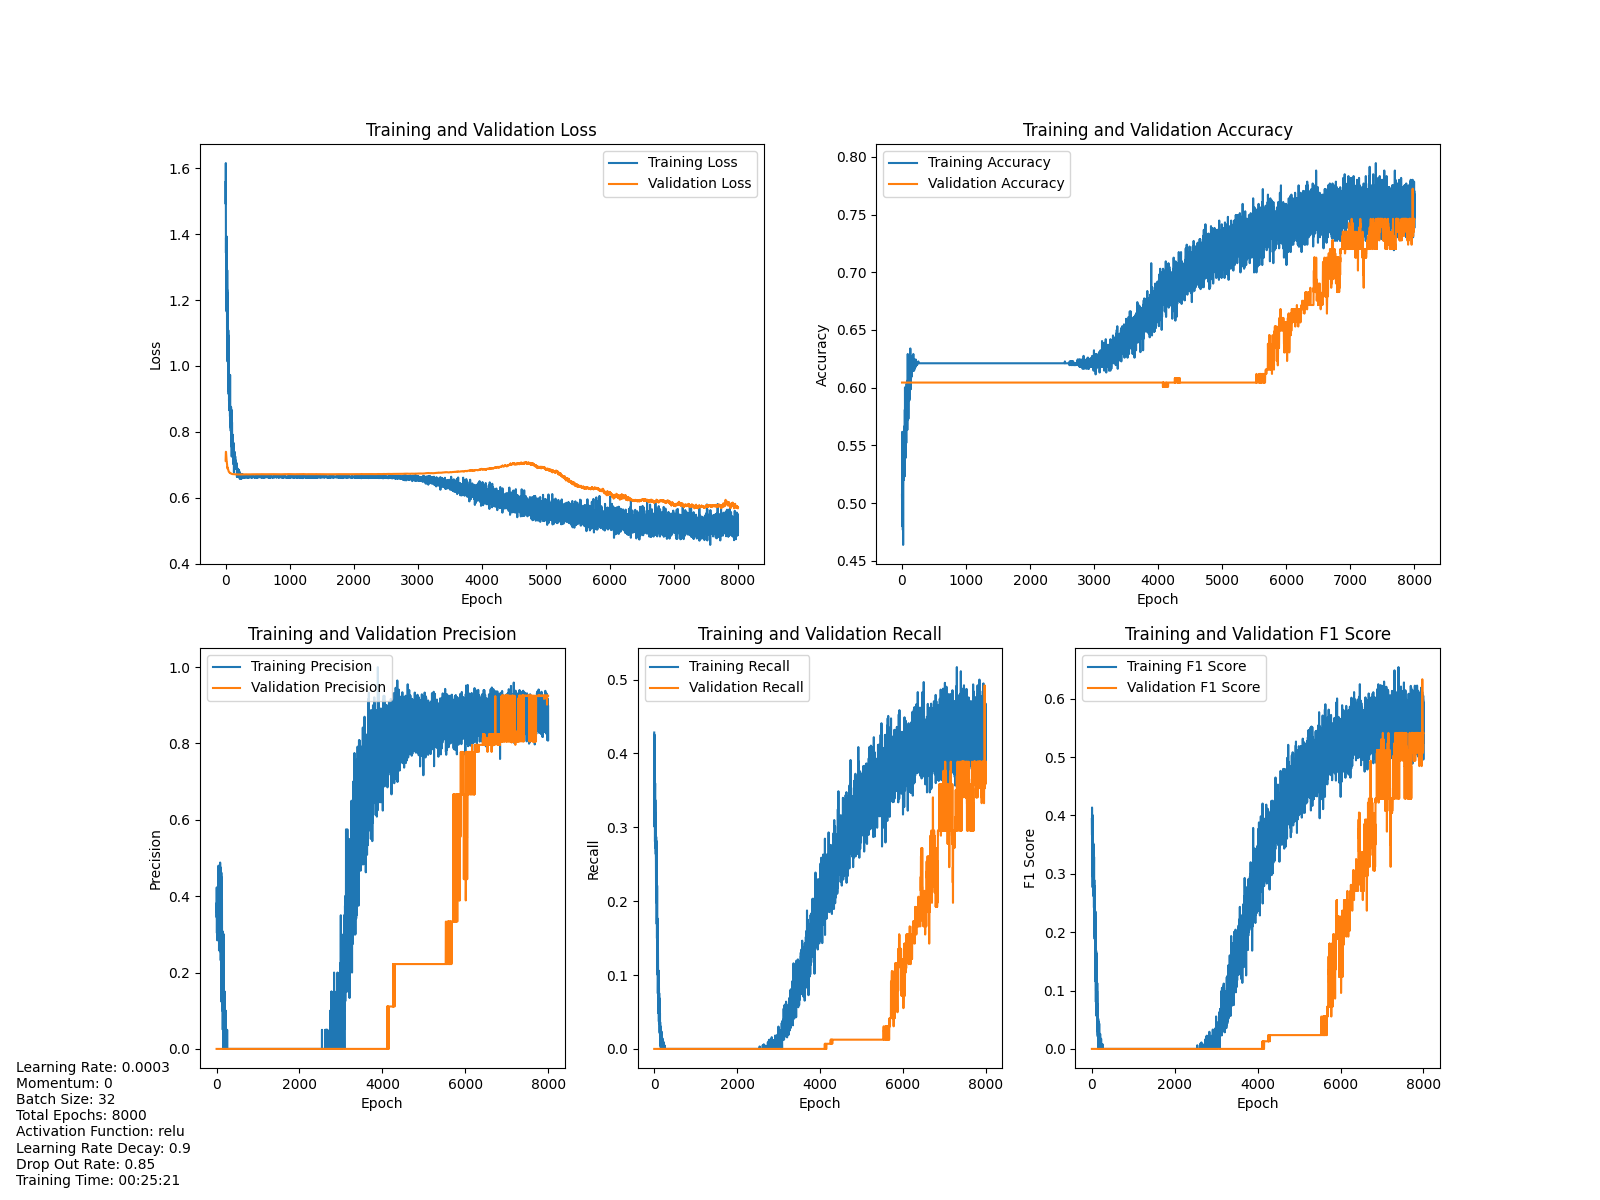 Training and Validation Loss
Training Loss
Validation Loss
1.6
1.4
1.2
1.0
0.8
0.6
0.4
Loss
0 1000 2000 3000 4000 5000 6000 7000 8000
Epoch
Training and Validation Accuracy
Training Accuracy
Validation Accuracy
0.80
0.75
0.70
0.65
0.60
0.55
0.50
0.45
Accuracy
0 1000 2000 3000 4000 5000 6000 7000 8000
Epoch
Training and Validation Precision
Training Precision
Validation Precision
1.0
0.8
0.6
0.4
0.2
0.0
Precision
0 2000 4000 6000 8000
Epoch
Training and Validation Recall
Training Recall
Validation Recall
0.5
0.4
0.3
0.2
0.1
0.0
Recall
0 2000 4000 6000 8000
Epoch
Training and Validation F1 Score
Training F1 Score
Validation F1 Score
0.6
0.5
0.4
0.3
0.2
0.1
0.0
F1 Score
0 2000 4000 6000 8000
Epoch
Learning Rate: 0.0003
Momentum: 0
Batch Size: 32
Total Epochs: 8000
Activation Function: relu
Learning Rate Decay: 0.9
Drop Out Rate: 0.85
Training Time: 00:25:21